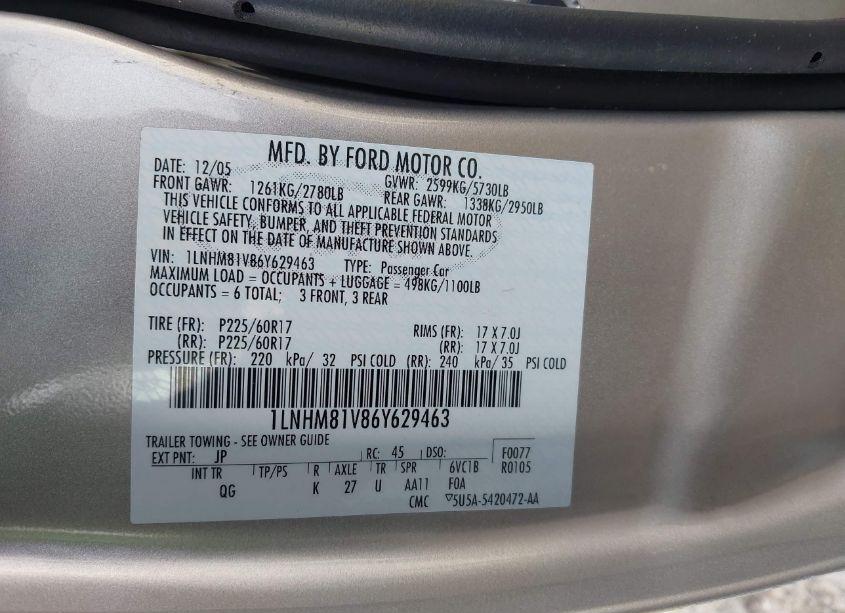 MFD. BY FORD MOTOR CO.
DATE: 12/05 GVWR: 2599KG/5730LB
FRONT GAWR: 1261KG/2780LB REAR GAWR: 1338KG/2950LB
THIS VEHICLE CONFORMS TO ALL APPLICABLE FEDERAL MOTOR
VEHICLE SAFETY, BUMPER, AND THEFT PREVENTION STANDARDS
IN EFFECT ON THE DATE OF MANUFACTURE SHOWN ABOVE.
VIN: 1LNHM81V86Y629463 TYPE: Passenger Car
MAXIMUM LOAD = OCCUPANTS + LUGGAGE = 498KG/1100LB
OCCUPANTS = 6 TOTAL; 3 FRONT, 3 REAR
TIRE (FR): P225/60R17 RIMS (FR): 17 X 7.0J
(RR): P225/60R17 (RR): 17 X 7.0J
PRESSURE (FR): 220 kPa/ 32 PSI COLD (RR): 240 kPa/ 35 PSI COLD
1LNHM81V86Y629463
TRAILER TOWING - SEE OWNER GUIDE
EXT PNT: JP RC: 45 DSO: F0077
INT TR TP/PS R AXLE TR SPR 6VC1B R0105
QG K 27 U AA11 FOA
CMC ▽5U5A-5420472-AA